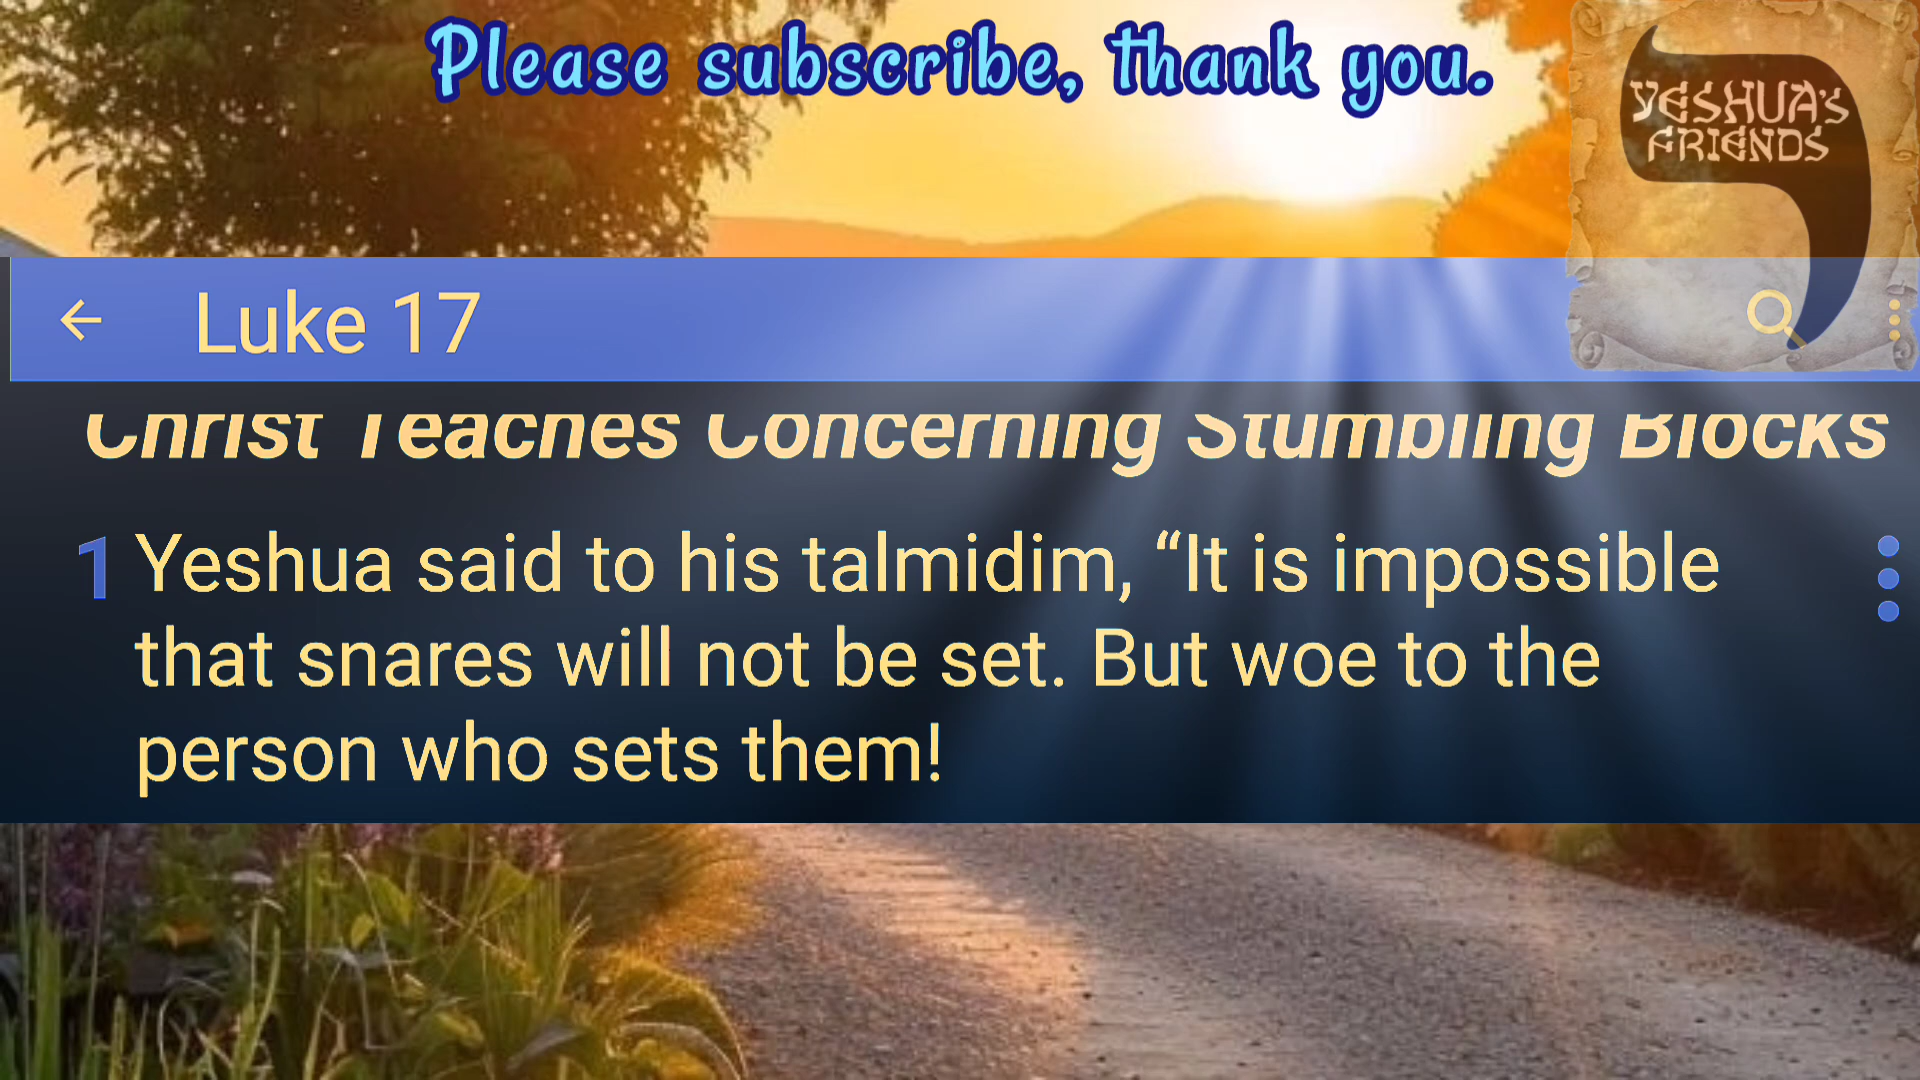 Please subscribe, thank you.
YESHUA'S
FRIENDS
Luke 17
Christ Teaches Concerning Stumbling Blocks
1 Yeshua said to his talmidim, “It is impossible
that snares will not be set. But woe to the
person who sets them!